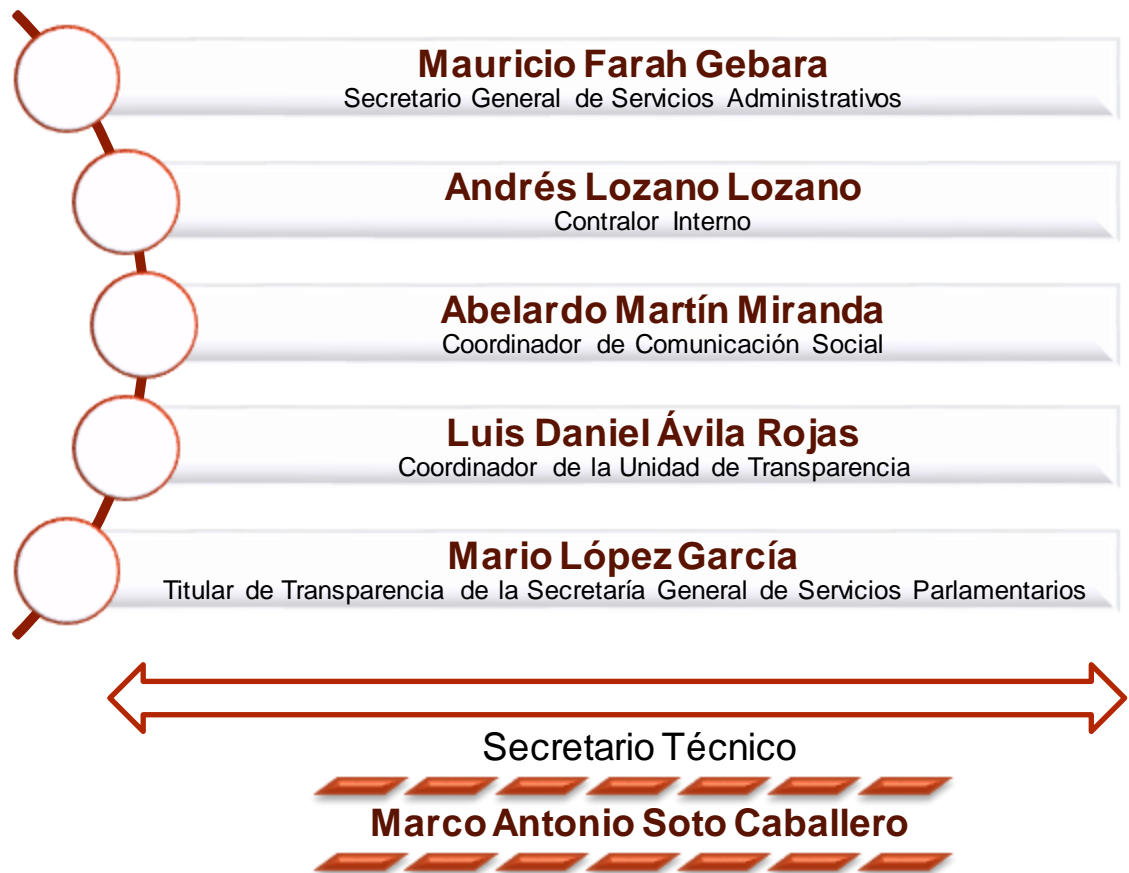 Mauricio Farah Gebara
Secretario General de Servicios Administrativos
Andrés Lozano Lozano
Contralor Interno
Abelardo Martín Miranda
Coordinador de Comunicación Social
Luis Daniel Ávila Rojas
Coordinador de la Unidad de Transparencia
Mario López García
Titular de Transparencia de la Secretaría General de Servicios Parlamentarios
Secretario Técnico
Marco Antonio Soto Caballero